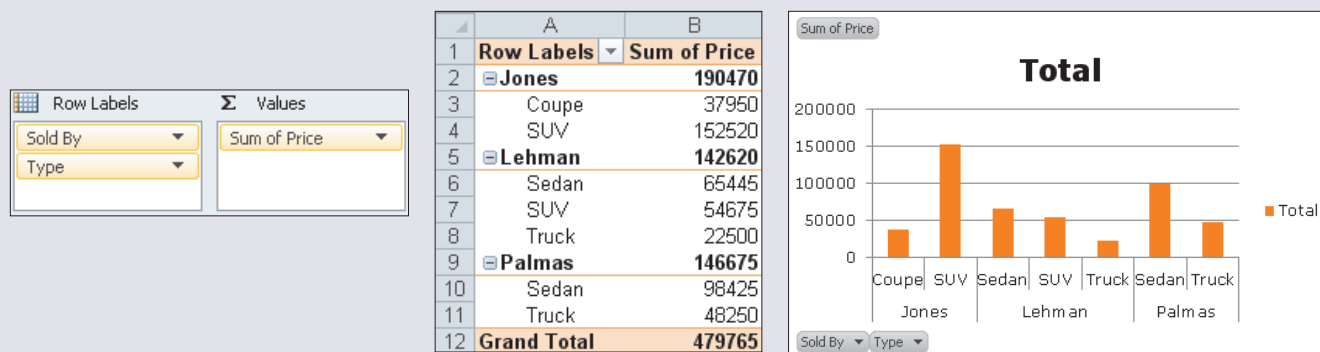 Row Labels
Σ Values
Sold By
Type
Sum of Price
A B
1 Row Labels Sum of Price
2 Jones 190470
3 Coupe 37950
4 SUV 152520
5 Lehman 142620
6 Sedan 65445
7 SUV 54675
8 Truck 22500
9 Palmas 146675
10 Sedan 98425
11 Truck 48250
12 Grand Total 479765
Sum of Price
Total
200000
150000
100000
50000
0
Total
Coupe SUV Sedan SUV Truck Sedan Truck
Jones Lehman Palmas
Sold By Type